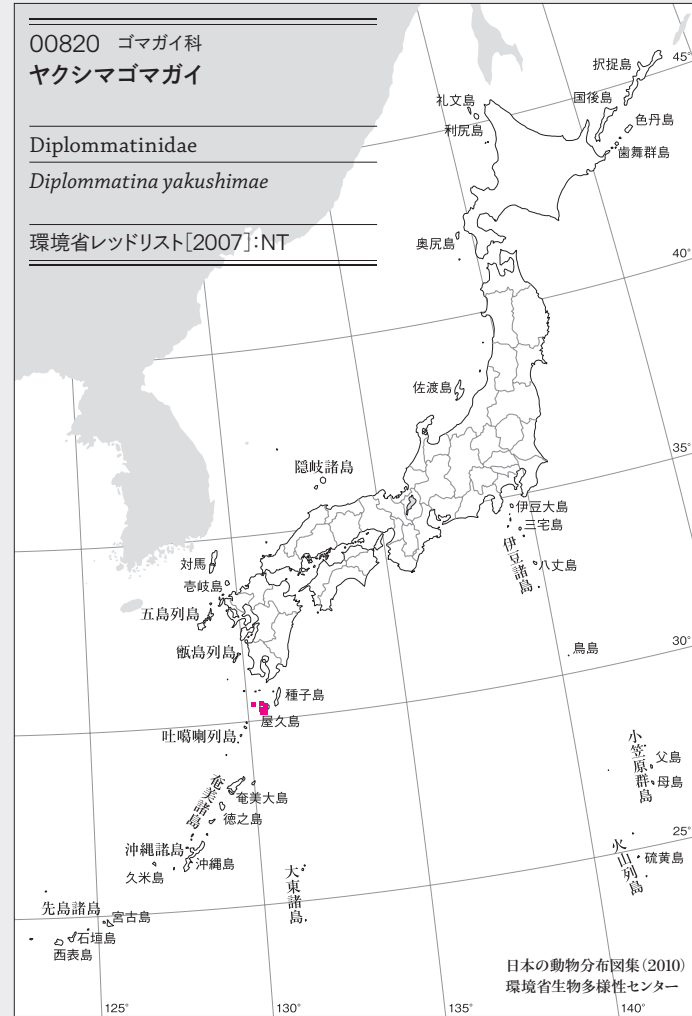 00820 ゴマガイ科
ヤクシマゴマガイ
Diplommatinidae
Diplommatina yakushimae
環境省レッドリスト[2007]:NT
択捉島
45°
国後島
礼文島
色丹島
利尻島
歯舞群島
奥尻島
40°
佐渡島
35°
隠岐諸島
伊豆大島
三宅島
伊豆諸島
八丈島
対馬
壱岐島
五島列島
甑島列島
鳥島
30°
種子島
屋久島
吐噶喇列島
小笠原群島
父島
母島
奄美諸島
奄美大島
徳之島
25°
沖縄諸島
沖縄島
久米島
火山列島
硫黄島
大東諸島
先島諸島
宮古島
石垣島
西表島
日本の動物分布図集(2010)
環境省生物多様性センター
125°
130°
135°
140°